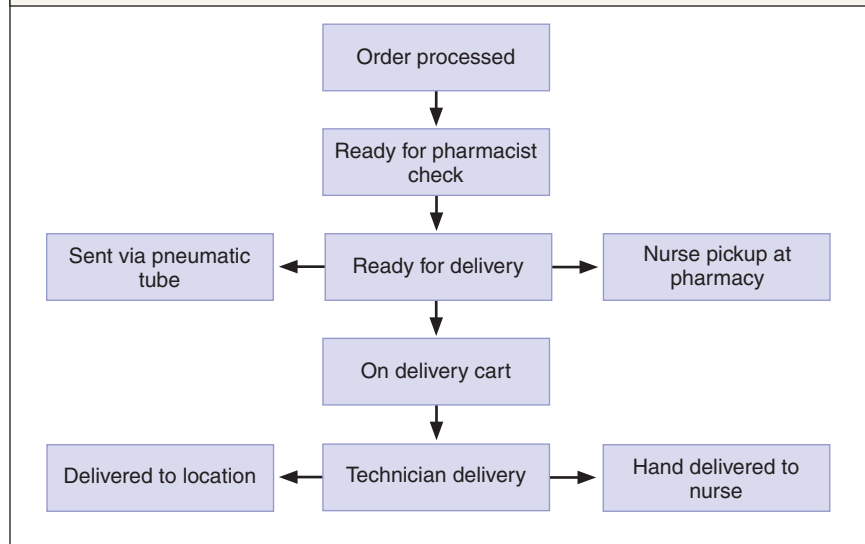 Order processed
Ready for pharmacist
check
Sent via pneumatic
tube
Ready for delivery
Nurse pickup at
pharmacy
On delivery cart
Delivered to location
Technician delivery
Hand delivered to
nurse